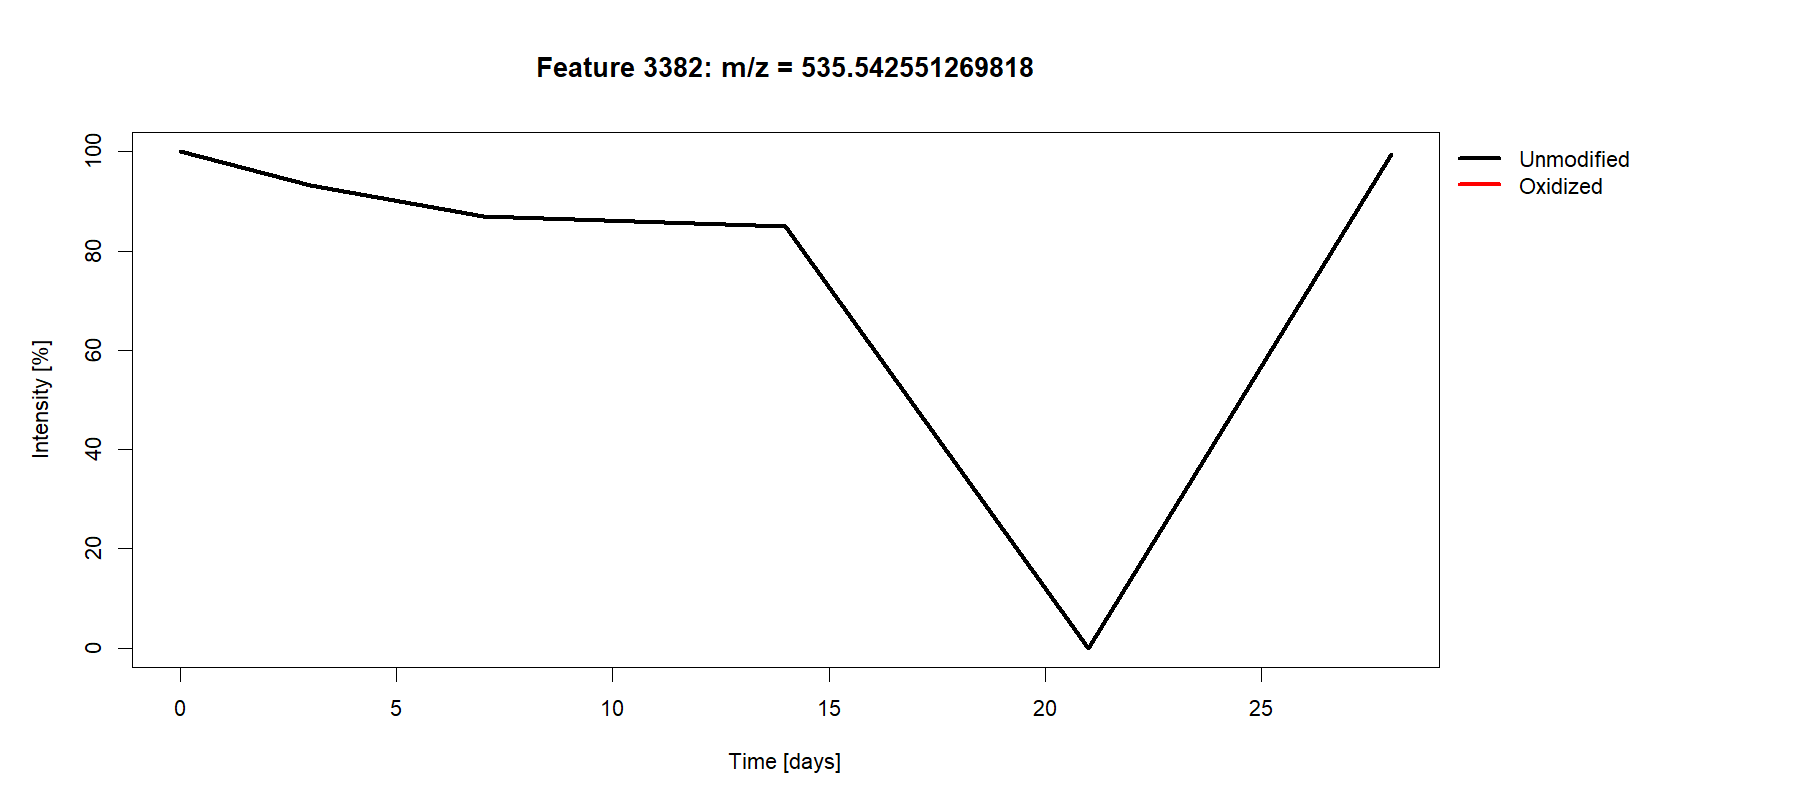 Feature 3382: m/z = 535.542551269818
Unmodified
Oxidized
Intensity [%]
100
80
60
40
20
0
0 5 10 15 20 25
Time [days]